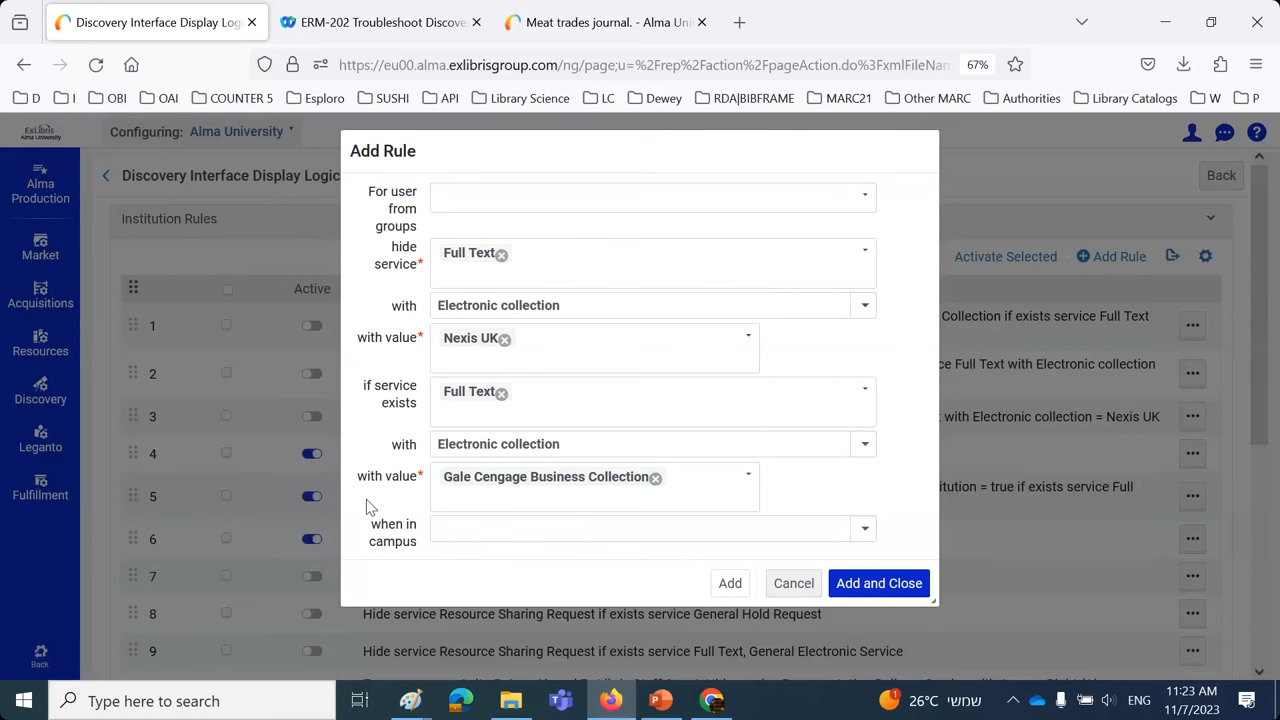 Discovery Interface Display Log
ERM-202 Troubleshoot Discove
Meat trades journal. - Alma Uni
https://eu00.alma.exlibrisgroup.com/ng/page;u=%2Frep%2Faction%2FpageAction.do%3FxmlFileNam
67%
D
I
OBI
OAI
COUNTER 5
Esploro
SUSHI
API
Library Science
LC
Dewey
RDA|BIBFRAME
MARC21
Other MARC
Authorities
Library Catalogs
W
P
ExLibris
Alma University
Configuring: Alma University
Alma
Production
Market
Acquisitions
Resources
Discovery
Leganto
Fulfillment
Back
Discovery Interface Display Logic
Back
Institution Rules
Activate Selected
Add Rule
Active
1
Collection if exists service Full Text
2
e Full Text with Electronic collection
3
t with Electronic collection = Nexis UK
4
5
tution = true if exists service Full
6
7
8
Hide service Resource Sharing Request if exists service General Hold Request
9
Hide service Resource Sharing Request if exists service Full Text, General Electronic Service
Add Rule
For user
from
groups
hide
service*
Full Text
with
Electronic collection
with value*
Nexis UK
if service
exists
Full Text
with
Electronic collection
with value*
Gale Cengage Business Collection
when in
campus
Add
Cancel
Add and Close
Type here to search
1
26°C
שמשי
ENG
11:23 AM
11/7/2023